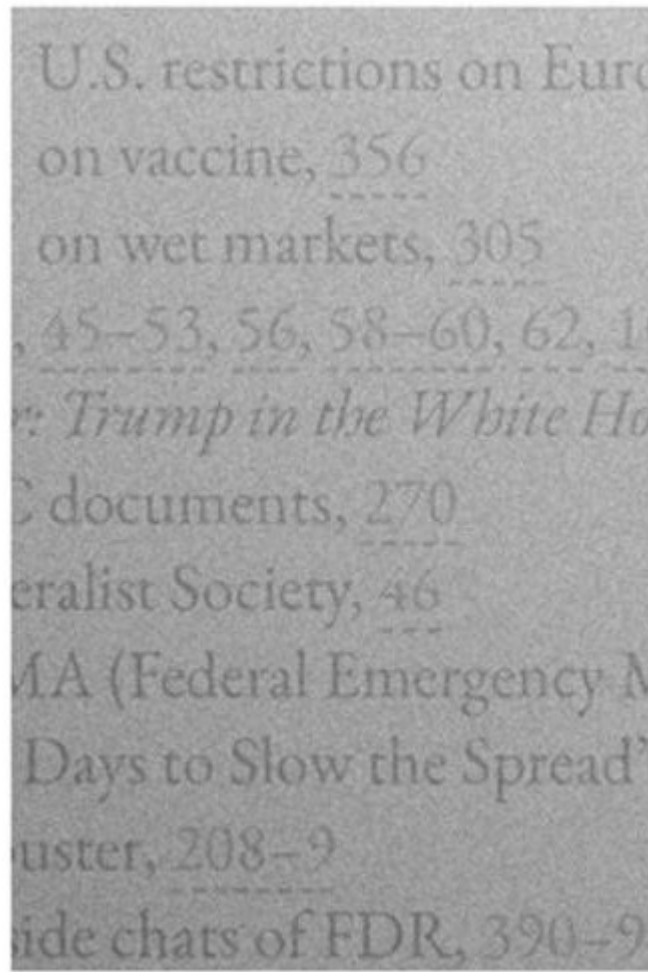 U.S. restrictions on Euro
on vaccine, 356
on wet markets, 305
, 45–53, 56, 58–60, 62, 1
r: Trump in the White Ho
C documents, 270
eralist Society, 46
MA (Federal Emergency M
Days to Slow the Spread”
uster, 208–9
side chats of FDR, 390–9